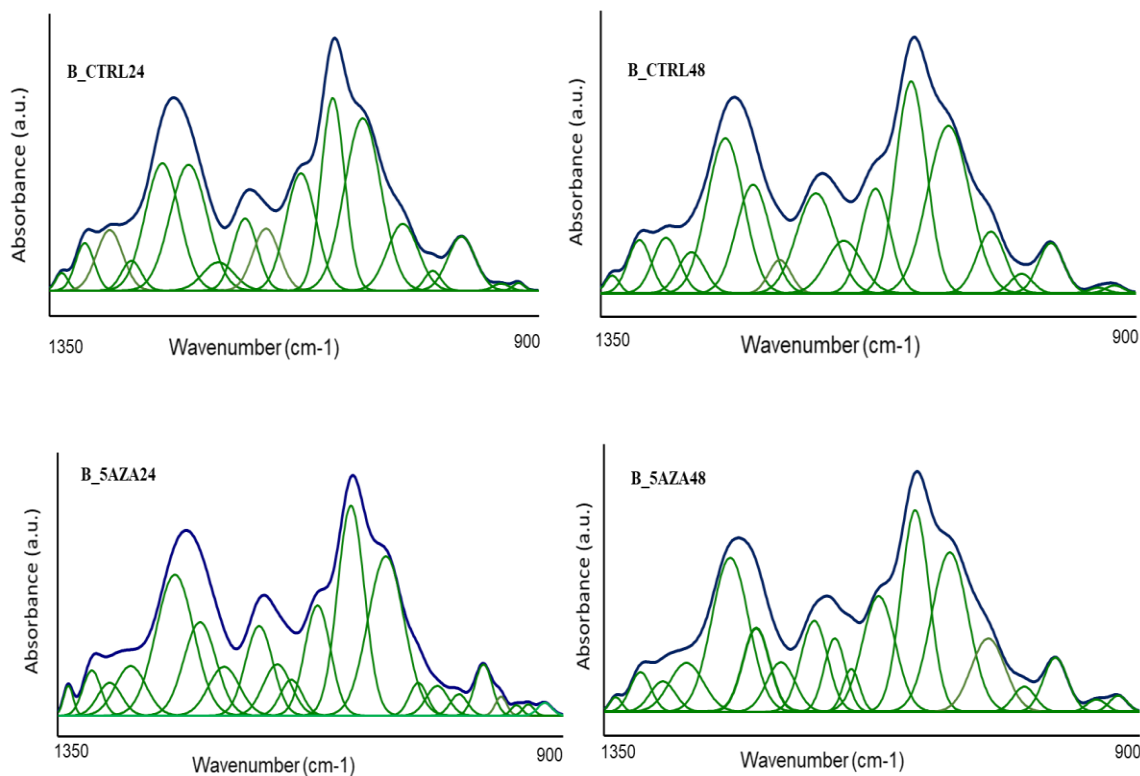 B_CTRL24
Absorbance (a.u.)
1350
Wavenumber (cm-1)
900
B_CTRL48
Absorbance (a.u.)
1350
Wavenumber (cm-1)
900
B_5AZA24
Absorbance (a.u.)
1350
Wavenumber (cm-1)
900
B_5AZA48
Absorbance (a.u.)
1350
Wavenumber (cm-1)
900